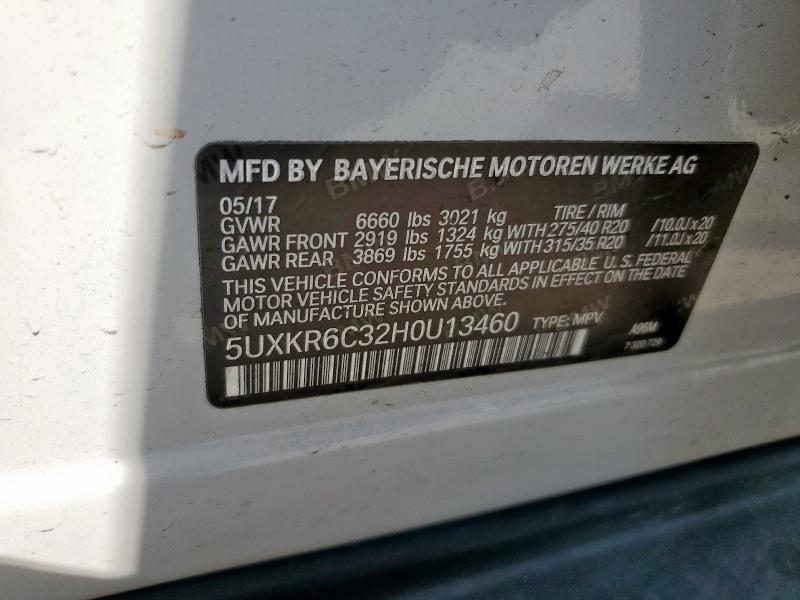 MFD BY BAYERISCHE MOTOREN WERKE AG
05/17 TIRE / RIM
GVWR 6660 lbs 3021 kg
GAWR FRONT 2919 lbs 1324 kg WITH 275/40 R20 /10.0J x 20
GAWR REAR 3869 lbs 1755 kg WITH 315/35 R20 /11.0J x 20
THIS VEHICLE CONFORMS TO ALL APPLICABLE U.S. FEDERAL
MOTOR VEHICLE SAFETY STANDARDS IN EFFECT ON THE DATE
OF MANUFACTURE SHOWN ABOVE.
5UXKR6C32H0U13460 TYPE: MPV A96M
7 320 729